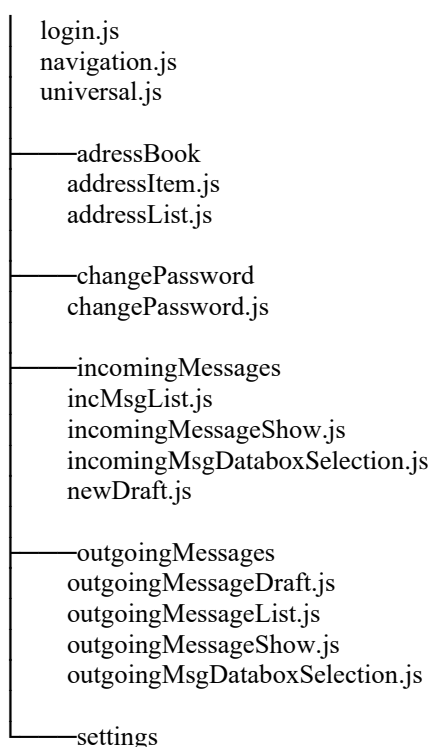 login.js
navigation.js
universal.js
adressBook
addressItem.js
addressList.js
changePassword
changePassword.js
incomingMessages
incMsgList.js
incomingMessageShow.js
incomingMsgDataboxSelection.js
newDraft.js
outgoingMessages
outgoingMessageDraft.js
outgoingMessageList.js
outgoingMessageShow.js
outgoingMsgDataboxSelection.js
settings